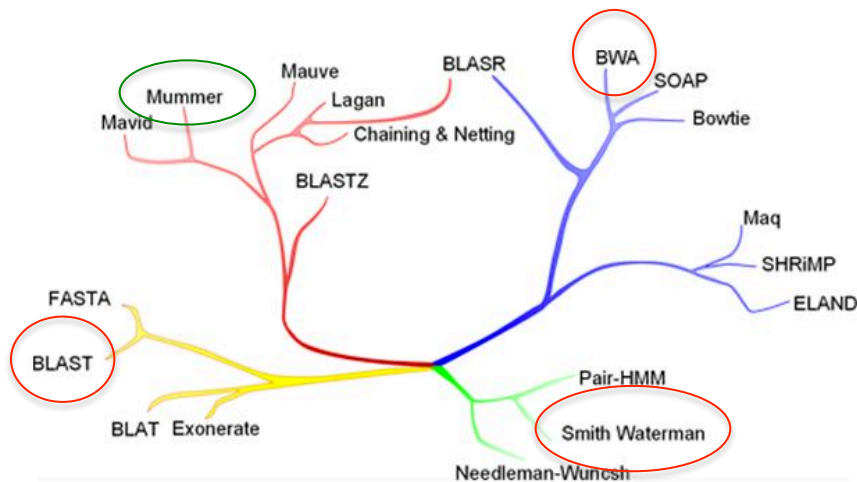 BWA
BLASR
Mauve
SOAP
Mummer
Lagan
Bowtie
Mavid
Chaining & Netting
BLASTZ
Maq
SHRiMP
FASTA
ELAND
BLAST
Pair-HMM
BLAT
Exonerate
Smith Waterman
Needleman-Wuncsh